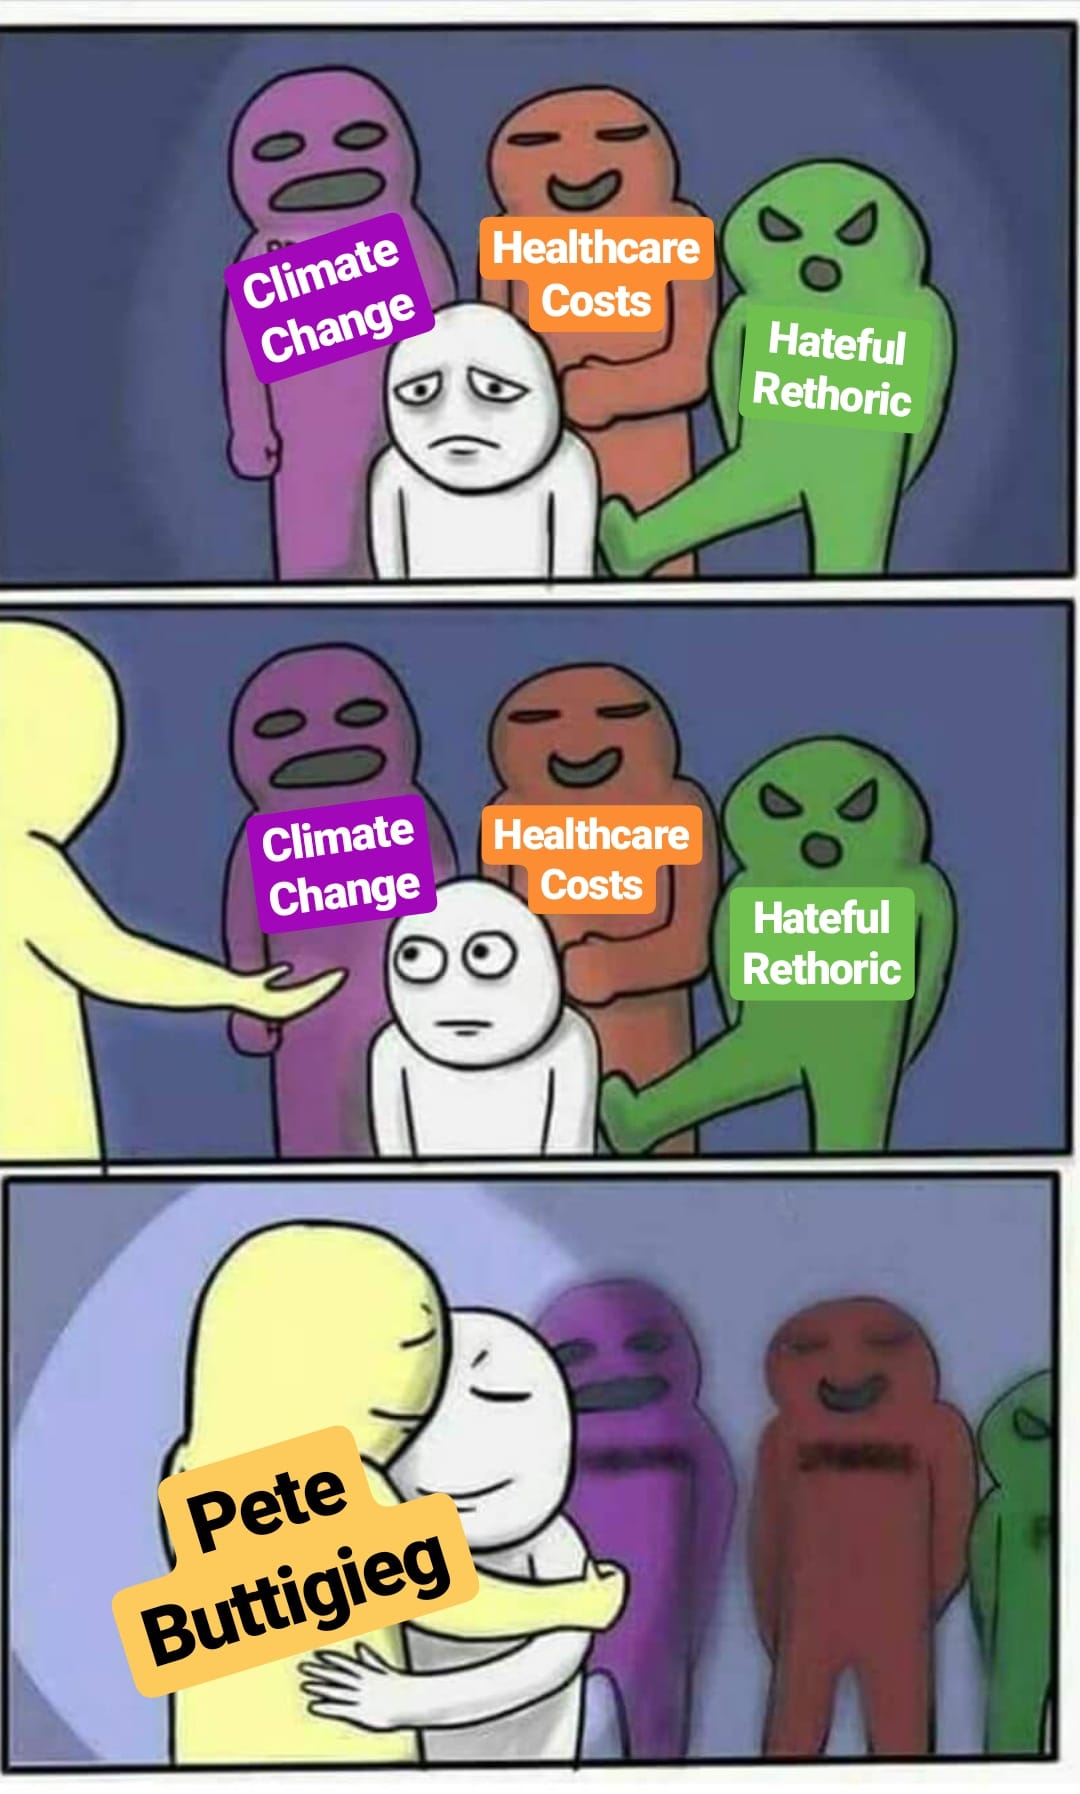 Climate
Change
Healthcare
Costs
Hateful
Rethoric
Climate
Change
Healthcare
Costs
Hateful
Rethoric
Pete
Buttigieg